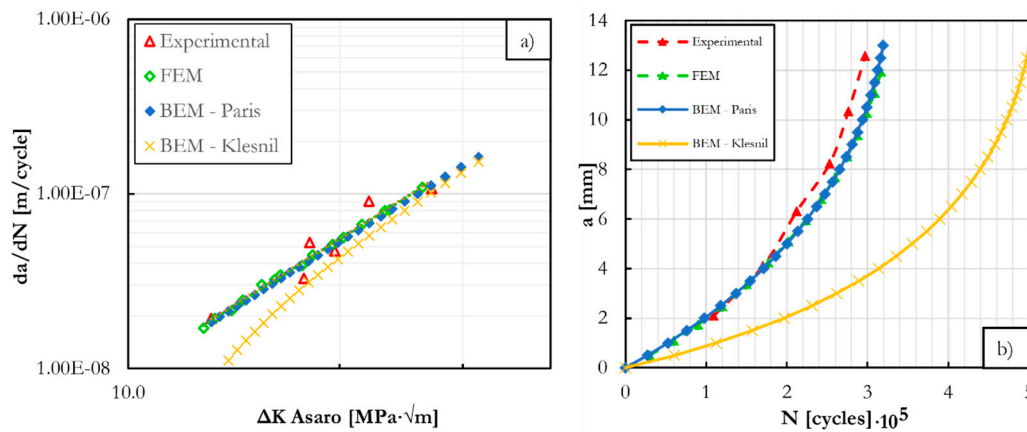 1.00E-06
a)
Experimental
FEM
BEM - Paris
BEM - Klesnil
1.00E-07
da/dN [m/cycle]
1.00E-08
10.0
ΔK Asaro [MPa·√m]
14
Experimental
12
FEM
BEM - Paris
10
BEM - Klesnil
8
a [mm]
6
4
2
b)
0
0 1 2 3 4 5
N [cycles] ·10⁵